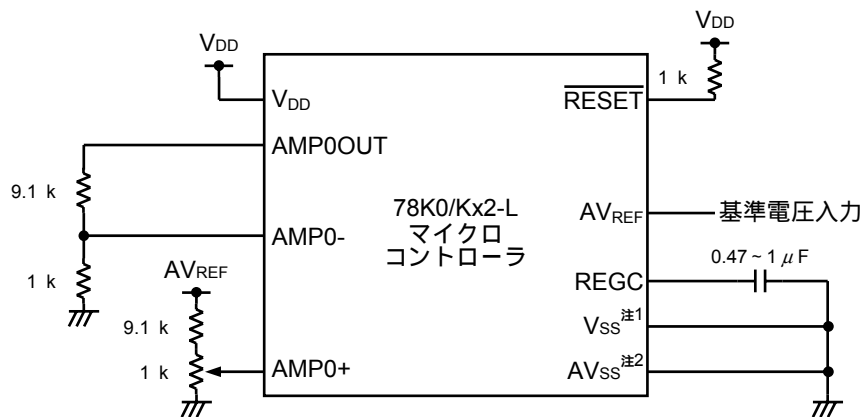 VDD
VDD
9.1 k
1 k
AVREF
9.1 k
1 k
VDD
AMP0OUT
AMP0-
AMP0+
78K0/Kx2-L
マイクロ
コントローラ
RESET
AVREF
REGC
VSS注1
AVSS注2
1 k
基準電圧入力
0.47 ~ 1 μF